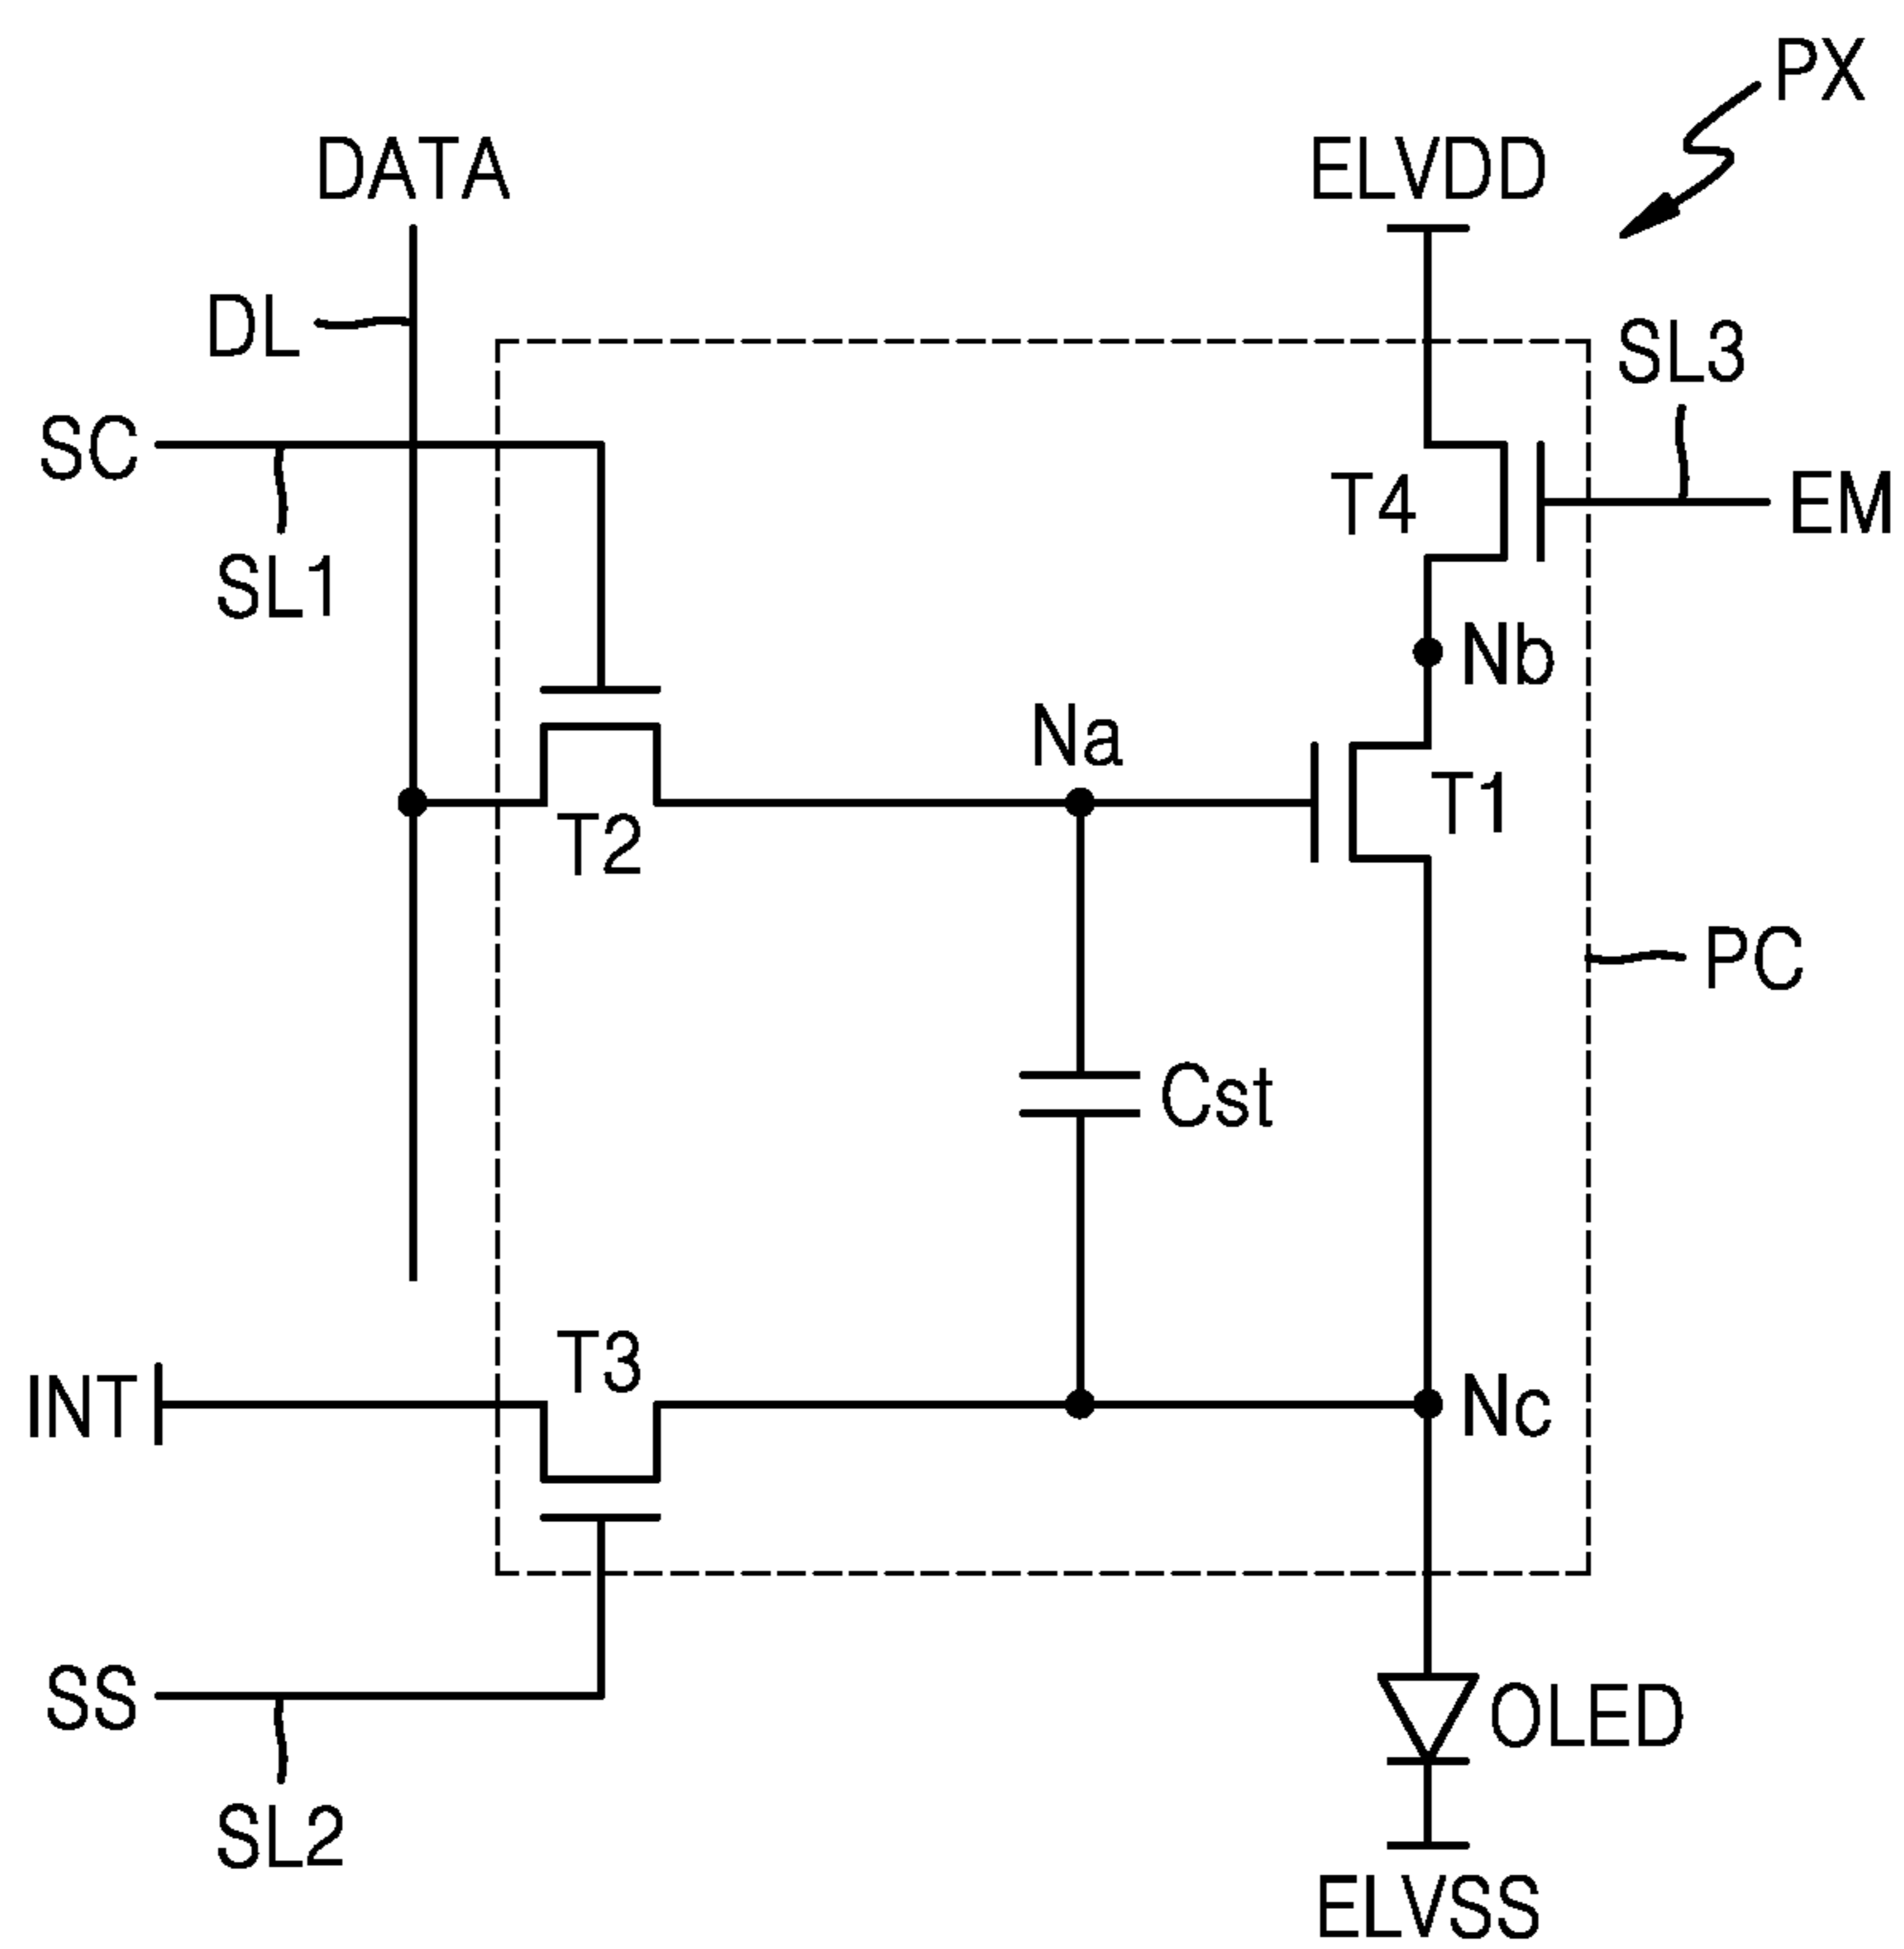 PX
DATA
ELVDD
DL
SL3
SC
T4
EM
SL1
Nb
Na
T1
T2
PC
Cst
T3
INT
Nc
SS
OLED
SL2
ELVSS